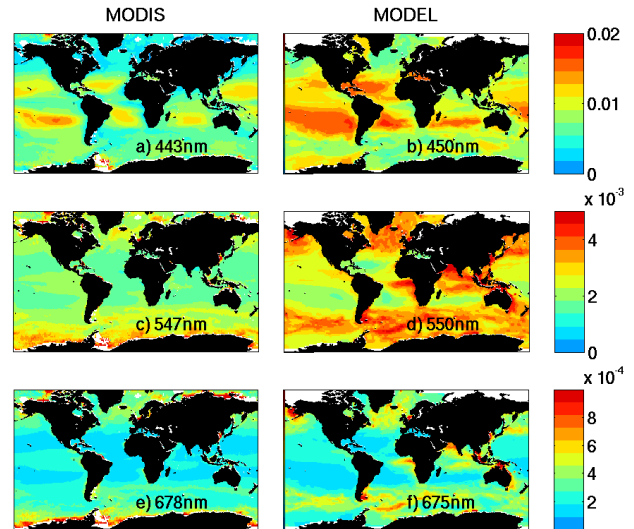 MODIS MODEL
a) 443nm b) 450nm
0.02
0.01
0
x 10-3
c) 547nm d) 550nm
4
2
0
x 10-4
e) 678nm f) 675nm
8
6
4
2